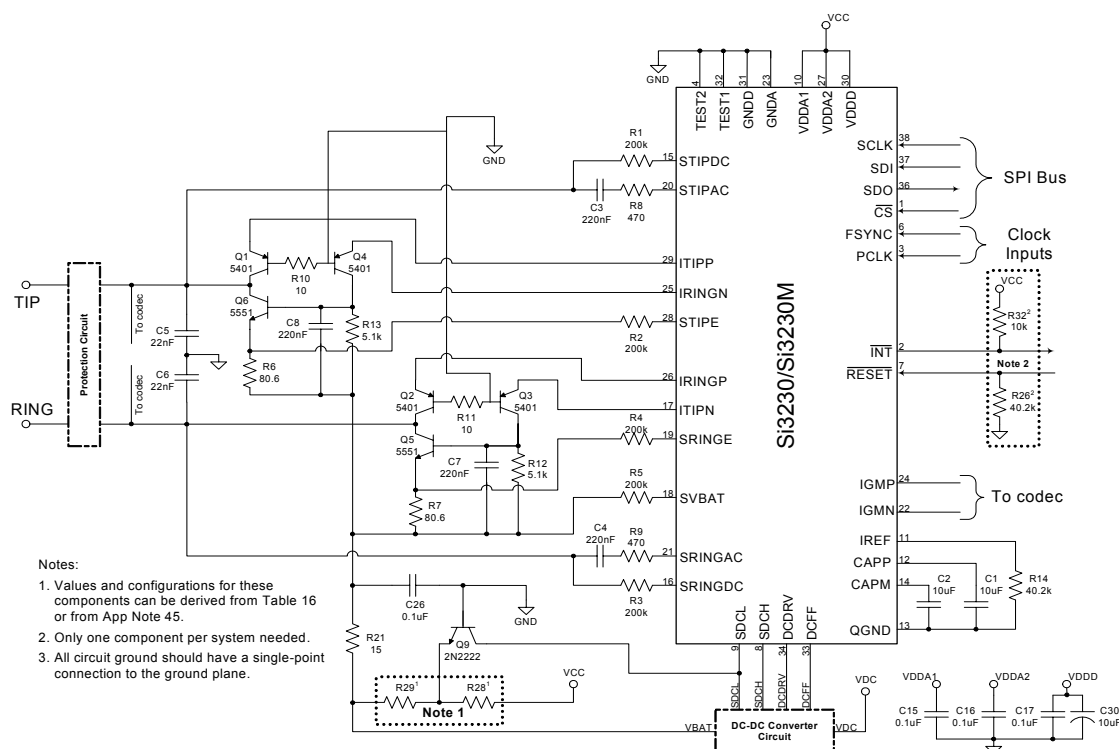 VCC
GND
4
32
31
23
10
27
30
TEST2
TEST1
GNDD
GNDA
VDDA1
VDDA2
VDDD
Si3230/Si3230M
R1
200k
15
STIPDC
20
STIPAC
C3
220nF
R8
470
GND
29
ITIPP
25
IRINGN
28
STIPE
R2
200k
26
IRINGP
17
ITIPN
R4
200k
19
SRINGE
R5
200k
18
SVBAT
C4
220nF
R9
470
21
SRINGAC
16
SRINGDC
R3
200k
Q1
5401
R10
10
Q4
5401
Q6
5551
C8
220nF
R13
5.1k
R6
80.6
Q2
5401
R11
10
Q3
5401
Q5
5551
C7
220nF
R12
5.1k
R7
80.6
TIP
RING
Protection Circuit
To codec
To codec
C5
22nF
C6
22nF
SCLK
38
SDI
37
SDO
36
CS
1
SPI Bus
FSYNC
6
PCLK
3
Clock
Inputs
VCC
R32²
10k
INT
2
Note 2
RESET
7
R26²
40.2k
IGMP
24
IGMN
22
To codec
IREF
11
CAPP
12
CAPM
14
QGND
13
C2
10uF
C1
10uF
R14
40.2k
SDCL
SDCH
DCDRV
DCFF
9
8
34
33
SDCL
SDCH
DCDRV
DCFF
DC-DC Converter
Circuit
VBAT
VDC
VDC
C26
0.1uF
GND
Q9
2N2222
R21
15
R29¹
R28¹
Note 1
VCC
VDDA1
VDDA2
VDDD
C15
0.1uF
C16
0.1uF
C17
0.1uF
C30
10uF
Notes:
1. Values and configurations for these
components can be derived from Table 16
or from App Note 45.
2. Only one component per system needed.
3. All circuit ground should have a single-point
connection to the ground plane.